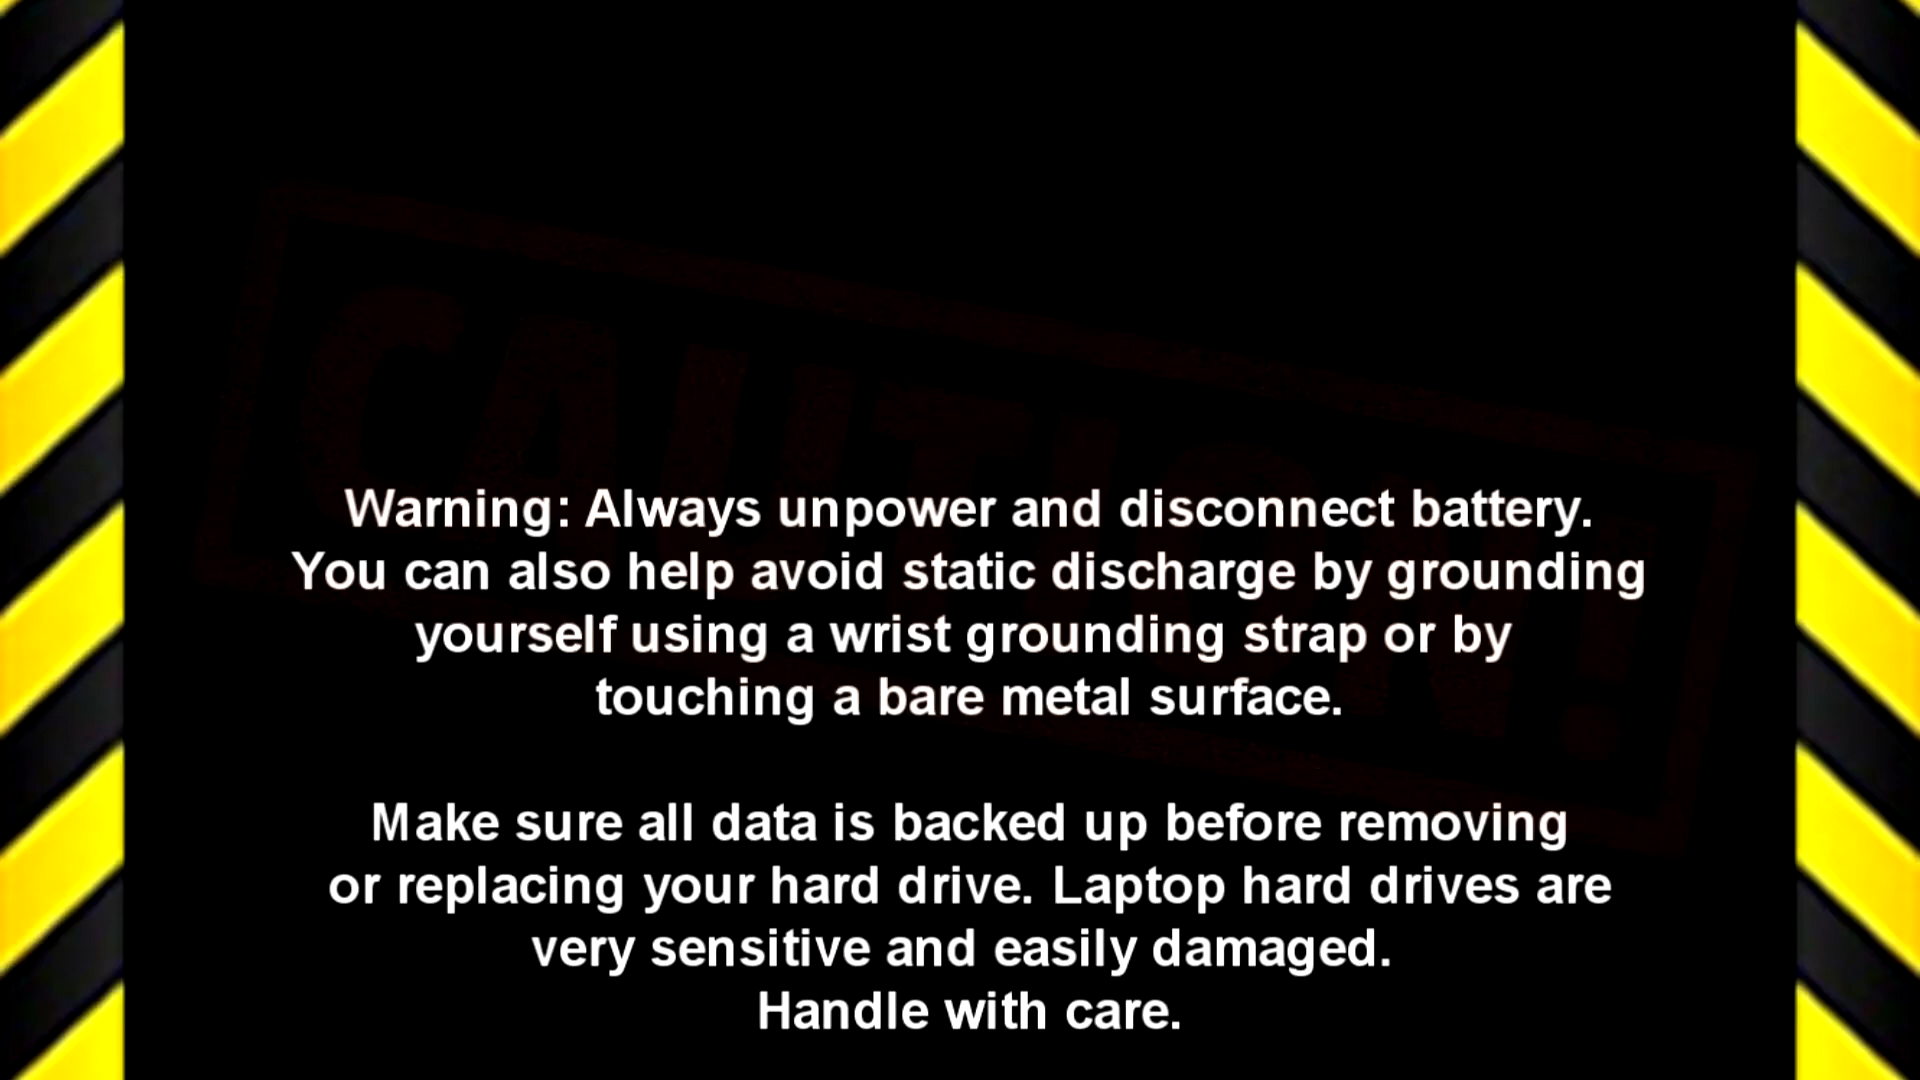 CAUTION!
Warning: Always unpower and disconnect battery.
You can also help avoid static discharge by grounding
yourself using a wrist grounding strap or by
touching a bare metal surface.
Make sure all data is backed up before removing
or replacing your hard drive. Laptop hard drives are
very sensitive and easily damaged.
Handle with care.